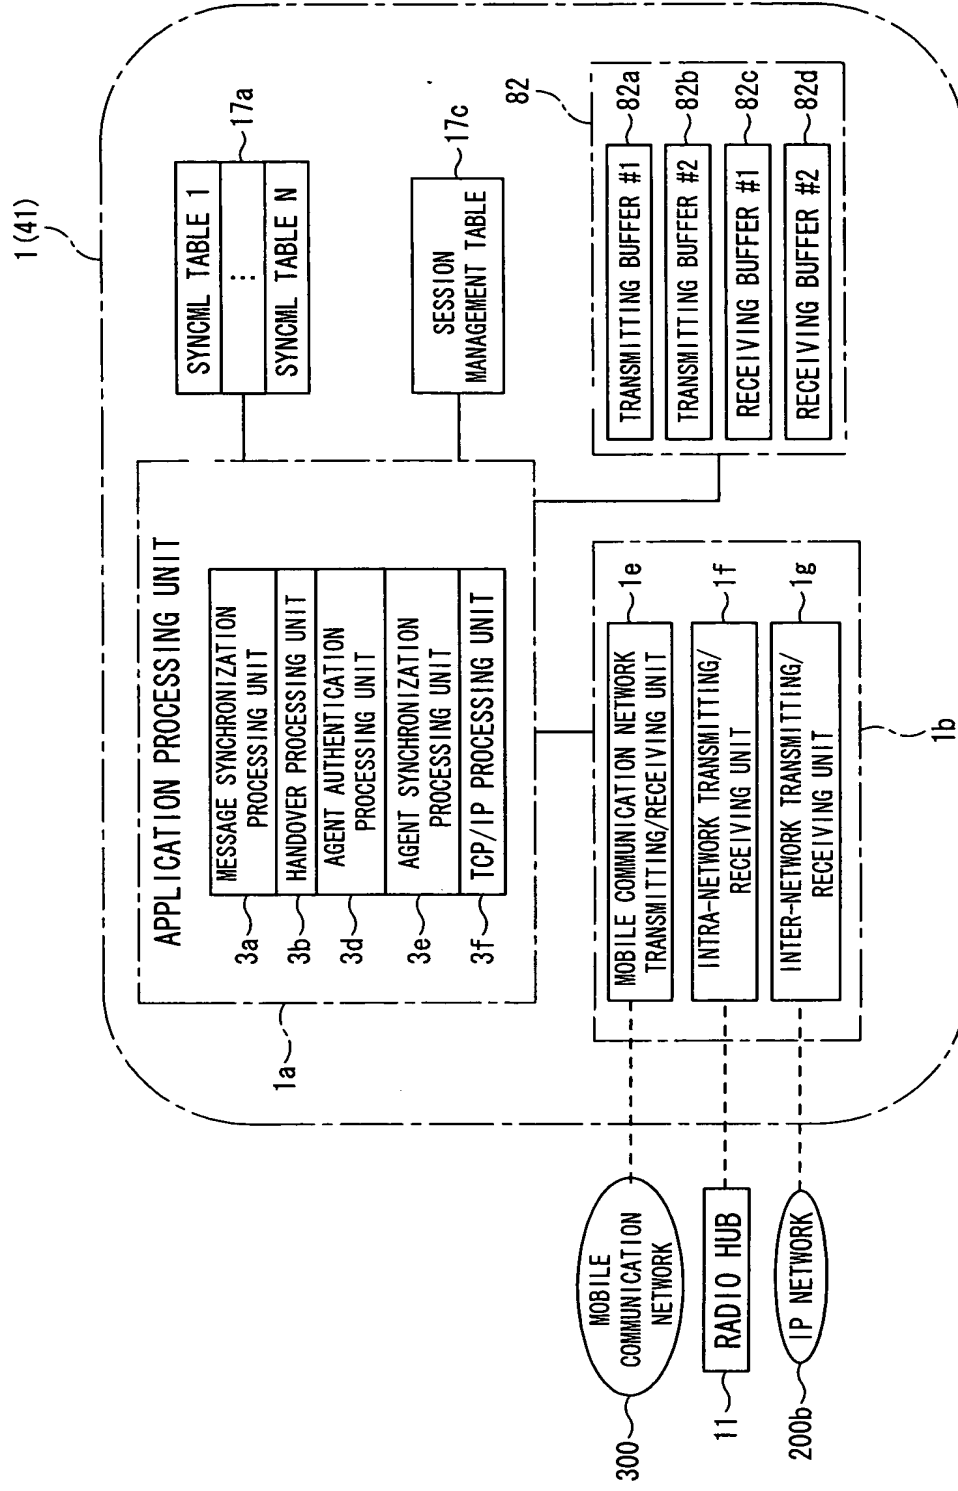 1(41)
APPLICATION PROCESSING UNIT
MESSAGE SYNCHRONIZATION
PROCESSING UNIT
HANDOVER PROCESSING UNIT
AGENT AUTHENTICATION
PROCESSING UNIT
AGENT SYNCHRONIZATION
PROCESSING UNIT
TCP/IP PROCESSING UNIT
3a
3b
3d
3e
3f
1a
SYNCML TABLE 1
⋮
SYNCML TABLE N
17a
SESSION
MANAGEMENT TABLE
17c
MOBILE
COMMUNICATION
NETWORK
300
RADIO HUB
11
IP NETWORK
200b
MOBILE COMMUNICATION NETWORK
TRANSMITTING/RECEIVING UNIT
1e
INTRA-NETWORK TRANSMITTING/
RECEIVING UNIT
1f
INTER-NETWORK TRANSMITTING/
RECEIVING UNIT
1g
1b
82
TRANSMITTING BUFFER #1
82a
TRANSMITTING BUFFER #2
82b
RECEIVING BUFFER #1
82c
RECEIVING BUFFER #2
82d